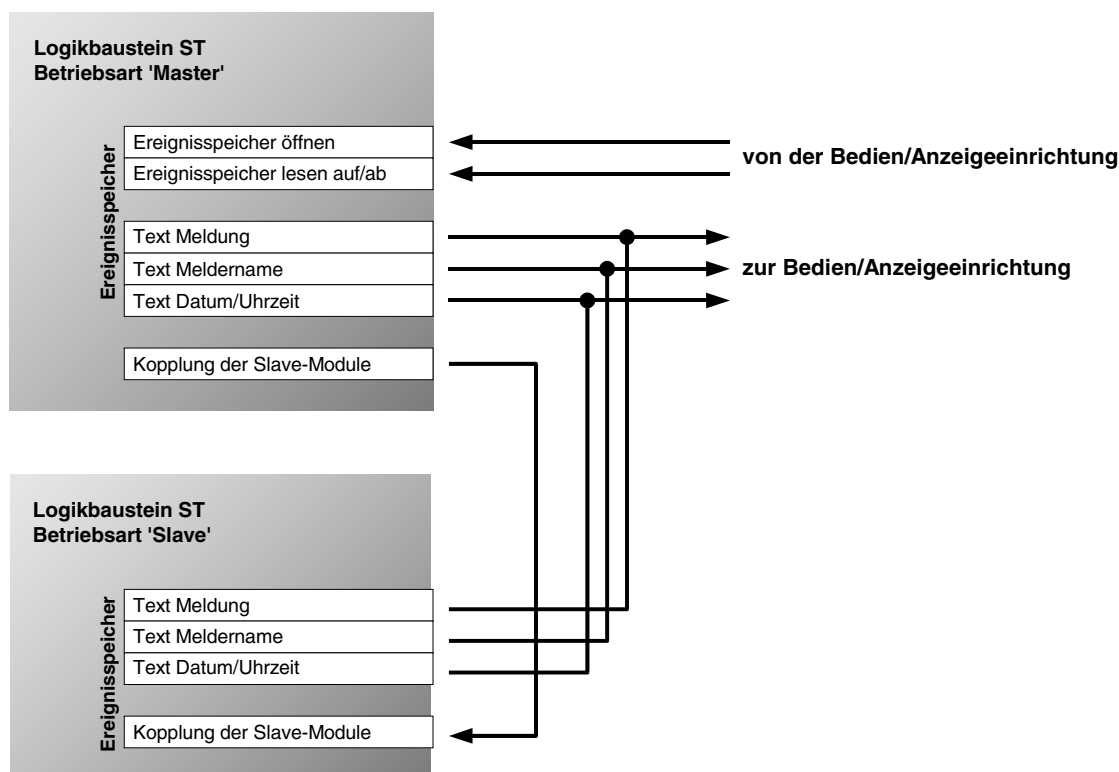 Logikbaustein ST
Betriebsart 'Master'
Ereignisspeicher
Ereignisspeicher öffnen
Ereignisspeicher lesen auf/ab
von der Bedien/Anzeigeeinrichtung
Text Meldung
Text Meldername
Text Datum/Uhrzeit
zur Bedien/Anzeigeeinrichtung
Kopplung der Slave-Module
Logikbaustein ST
Betriebsart 'Slave'
Ereignisspeicher
Text Meldung
Text Meldername
Text Datum/Uhrzeit
Kopplung der Slave-Module